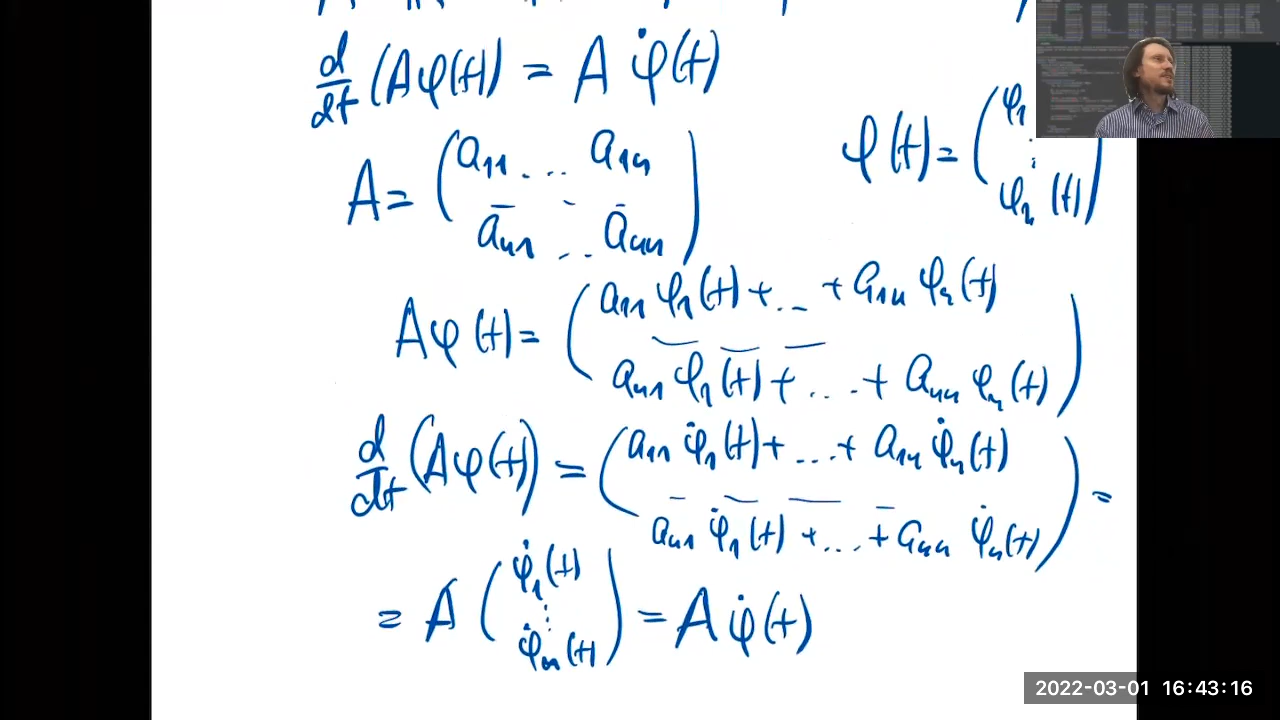 d/dt (Aφ(t)) = A φ̇(t)
A = ( a₁₁ ... a₁ₙ
aₙ₁ ... aₙₙ )
φ(t) = ( φ₁
⋮
φₙ(t) )
Aφ(t) = ( a₁₁ φ₁(t) + ... + a₁ₙ φₙ(t)
aₙ₁ φ₁(t) + ... + aₙₙ φₙ(t) )
d/dt (Aφ(t)) = ( a₁₁ φ̇₁(t) + ... + a₁ₙ φ̇ₙ(t)
aₙ₁ φ̇₁(t) + ... + aₙₙ φ̇ₙ(t) ) =
= A ( φ̇₁(t)
⋮
φ̇ₙ(t) ) = A φ̇(t)
2022-03-01 16:43:16